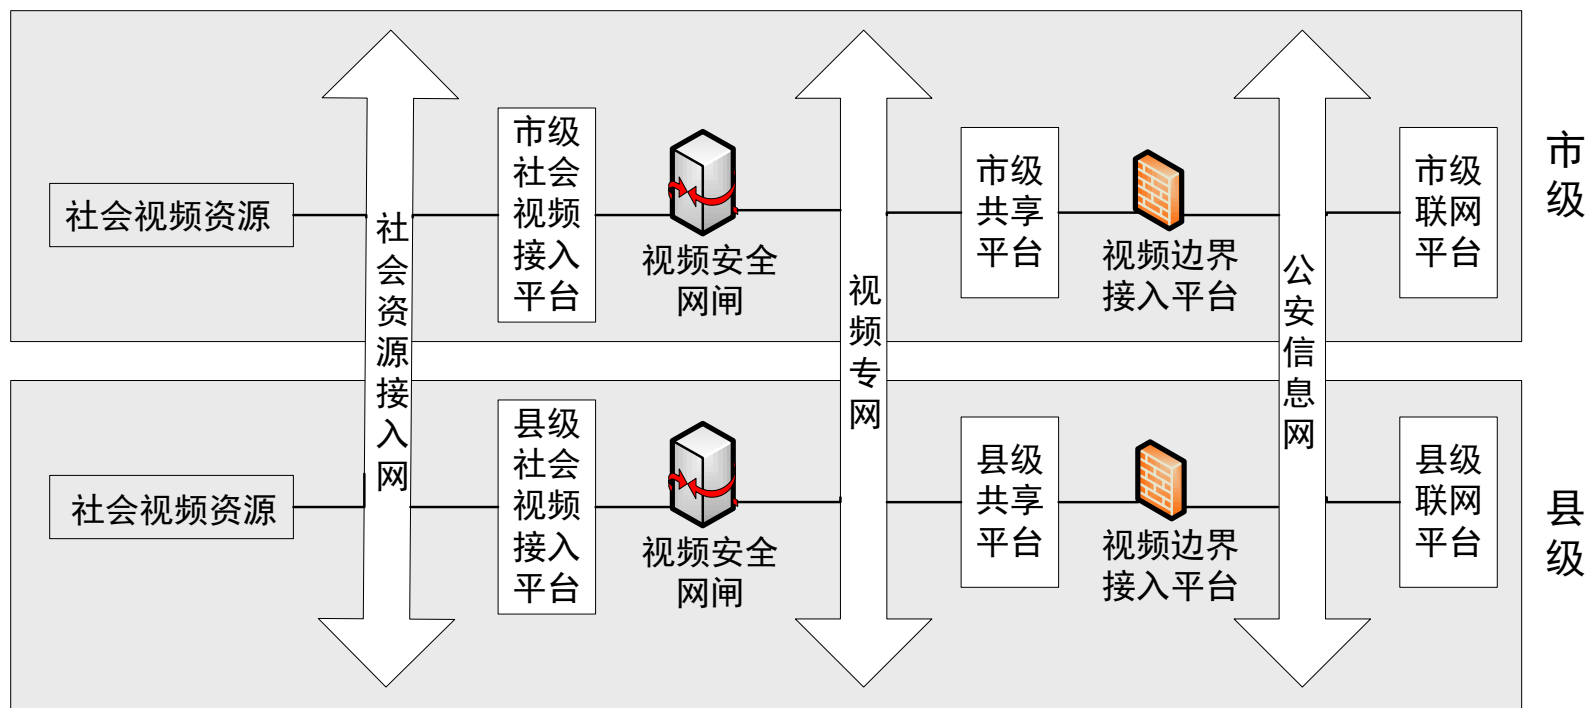 社会视频资源
社会资源接入网
市级
社会
视频
接入
平台
视频安全
网闸
视频专网
市级
共享
平台
视频边界
接入平台
公安信息网
市级
联网
平台
市级
社会视频资源
县级
社会
视频
接入
平台
视频安全
网闸
县级
共享
平台
视频边界
接入平台
县级
联网
平台
县级